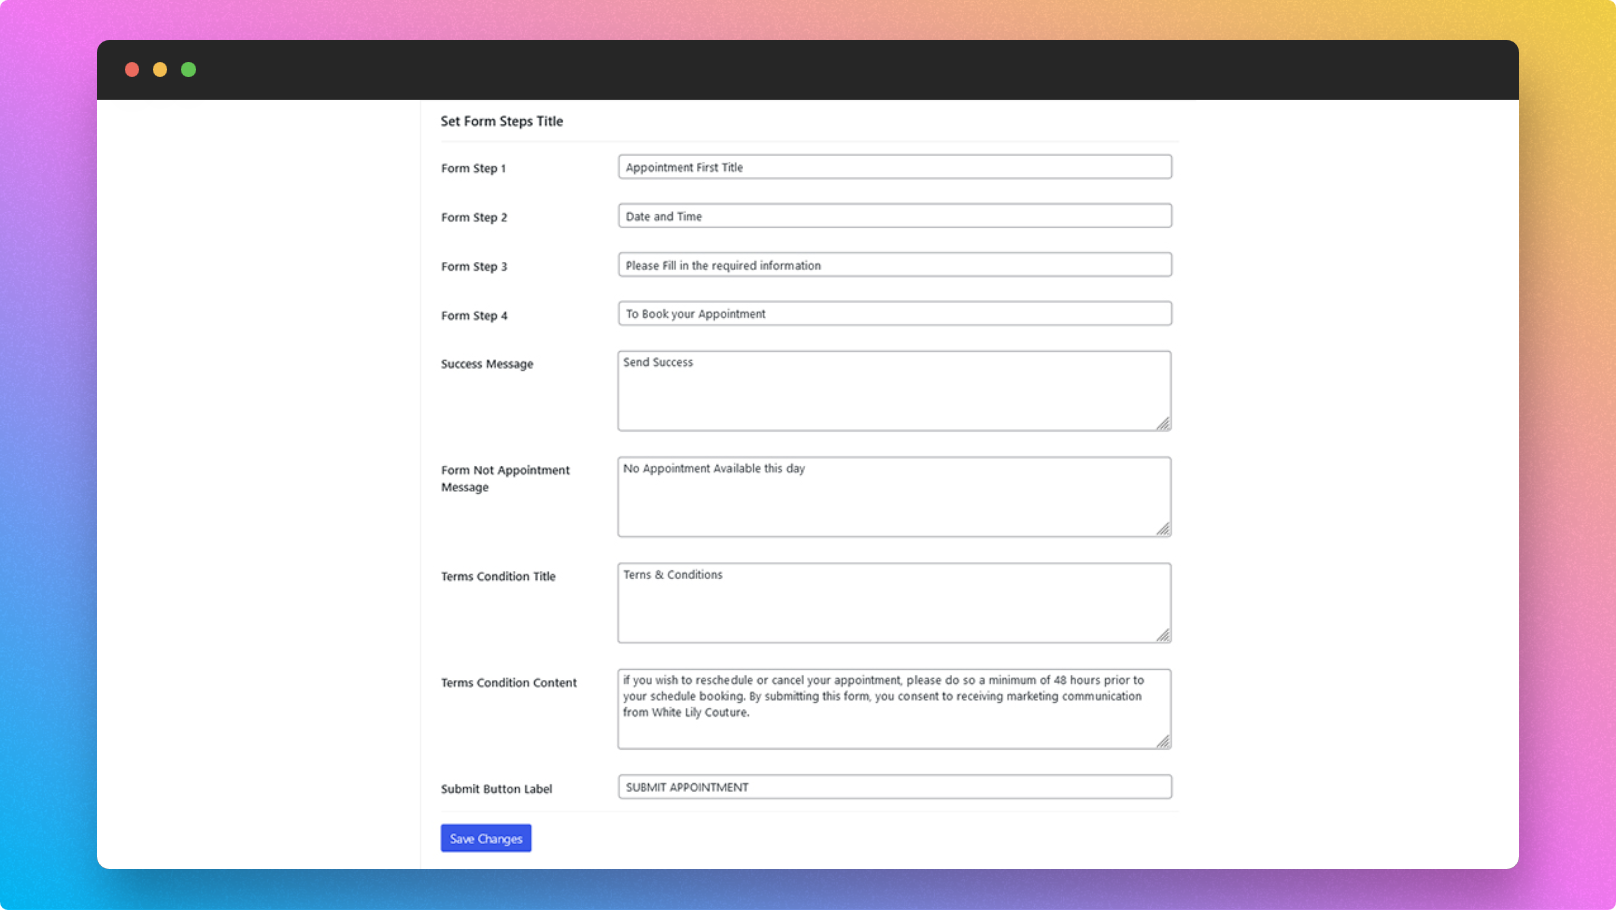 Set Form Steps Title
Form Step 1
Appointment First Title
Form Step 2
Date and Time
Form Step 3
Please Fill in the required information
Form Step 4
To Book your Appointment
Success Message
Send Success
Form Not Appointment
Message
No Appointment Available this day
Terms Condition Title
Terns & Conditions
Terms Condition Content
if you wish to reschedule or cancel your appointment, please do so a minimum of 48 hours prior to
your schedule booking. By submitting this form, you consent to receiving marketing communication
from White Lily Couture.
Submit Button Label
SUBMIT APPOINTMENT
Save Changes